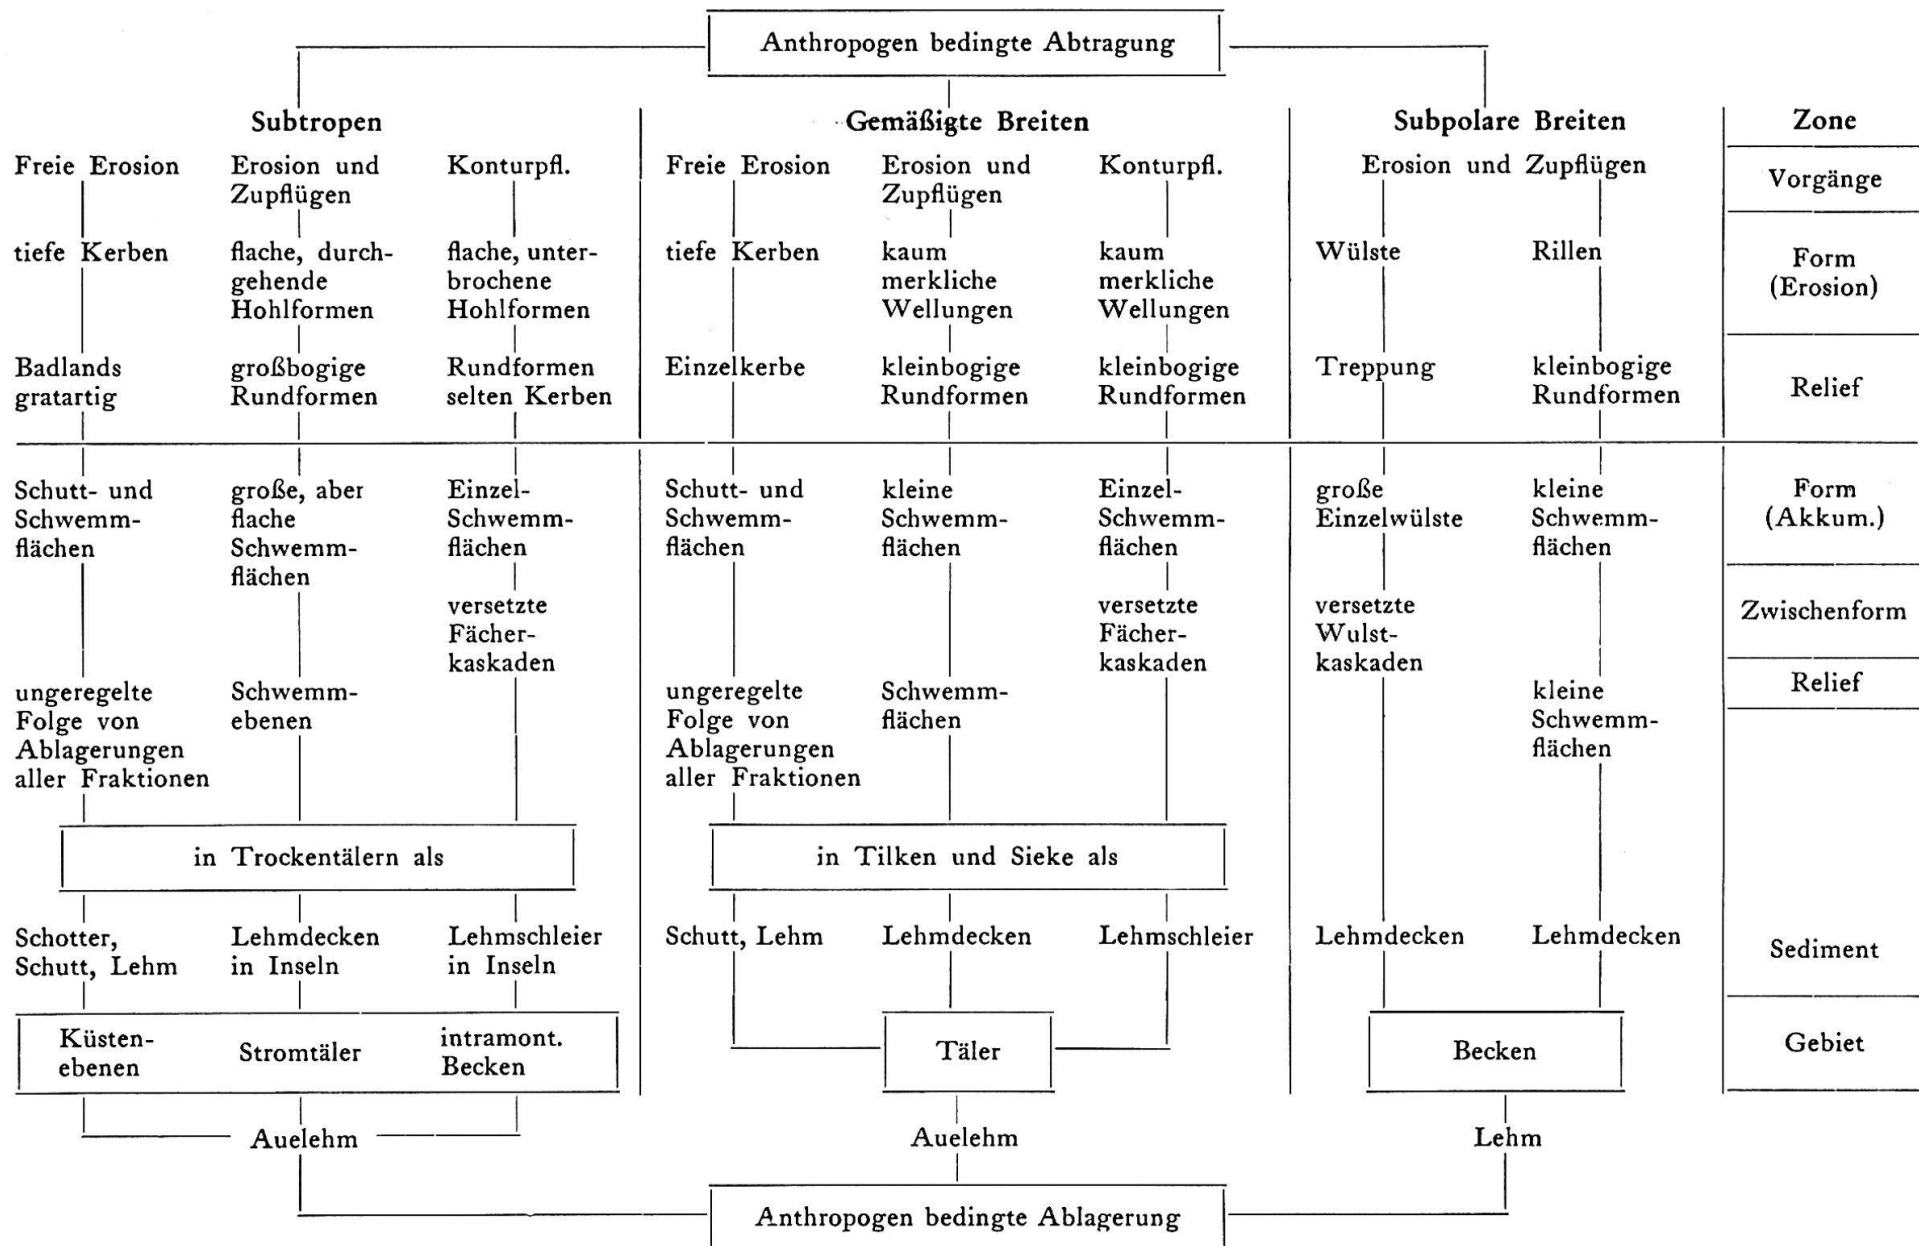 Anthropogen bedingte Abtragung
Subtropen Gemäßigte Breiten Subpolare Breiten Zone
Freie Erosion Erosion und Konturpfl. Freie Erosion Erosion und Konturpfl. Erosion und Zupflügen Vorgänge
Zupflügen Zupflügen
tiefe Kerben flache, durch- flache, unter- tiefe Kerben kaum kaum Wülste Rillen Form
gehende brochene merkliche merkliche (Erosion)
Hohlformen Hohlformen Wellungen Wellungen
Badlands großbogige Rundformen Einzelkerbe kleinbogige kleinbogige Treppung kleinbogige Relief
gratartig Rundformen selten Kerben Rundformen Rundformen Rundformen
Schutt- und große, aber Einzel- Schutt- und kleine Einzel- große kleine Form
Schwemm- flache Schwemm- Schwemm- Schwemm- Schwemm- Einzelwülste Schwemm- (Akkum.)
flächen Schwemm- flächen flächen flächen flächen flächen
flächen
versetzte versetzte versetzte Zwischenform
Fächer- Fächer- Wulst-
kaskaden kaskaden kaskaden
ungeregelte Schwemm- ungeregelte Schwemm- kleine Relief
Folge von ebenen Folge von flächen Schwemm-
Ablagerungen Ablagerungen flächen
aller Fraktionen aller Fraktionen
in Trockentälern als in Tilken und Sieke als
Schotter, Lehmdecken Lehmschleier Schutt, Lehm Lehmdecken Lehmschleier Lehmdecken Lehmdecken Sediment
Schutt, Lehm in Inseln in Inseln
Küsten- Stromtäler intramont. Täler Becken Gebiet
ebenen Becken
Auelehm Auelehm Lehm
Anthropogen bedingte Ablagerung